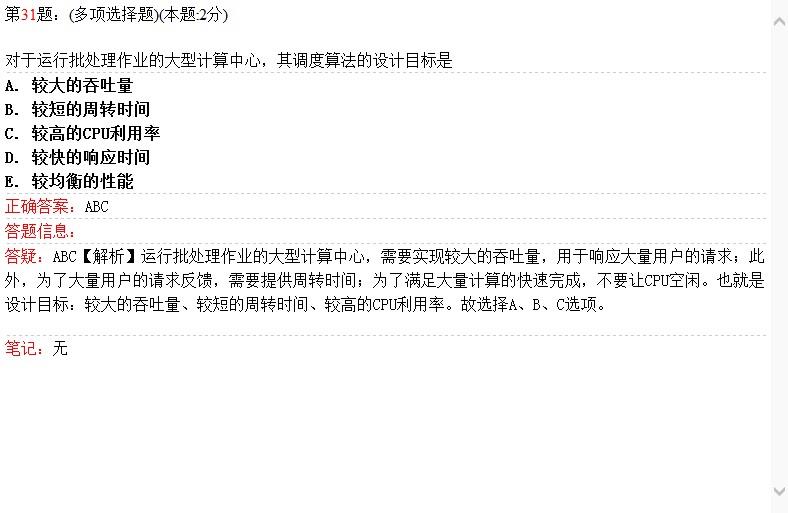 第31题：(多项选择题)(本题:2分)
对于运行批处理作业的大型计算中心，其调度算法的设计目标是
A. 较大的吞吐量
B. 较短的周转时间
C. 较高的CPU利用率
D. 较快的响应时间
E. 较均衡的性能
正确答案：ABC
答题信息：
答疑：ABC【解析】运行批处理作业的大型计算中心，需要实现较大的吞吐量，用于响应大量用户的请求；此
外，为了大量用户的请求反馈，需要提供周转时间；为了满足大量计算的快速完成，不要让CPU空闲。也就是
设计目标：较大的吞吐量、较短的周转时间、较高的CPU利用率。故选择A、B、C选项。
笔记：无